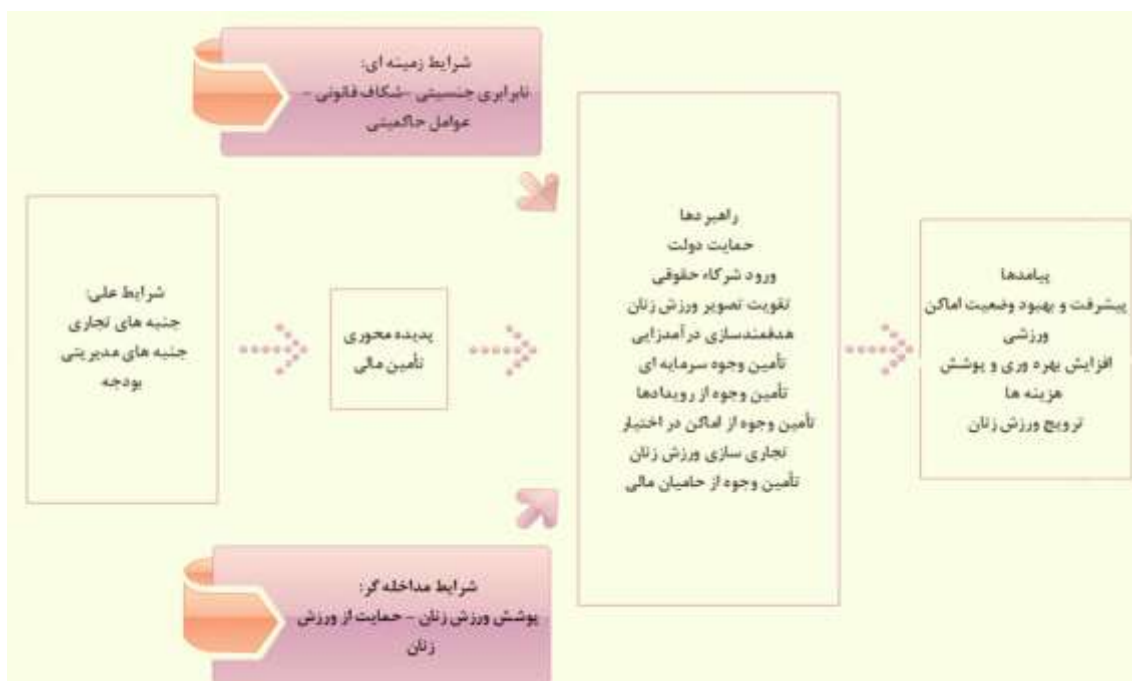 شرایط زمینه ای:
نابرابری جنسیتی -شکاف قانونی -
عوامل حاکمیتی
شرایط علی:
جنبه های تجاری
جنبه های مدیریتی
بودجه
پدیده محوری
تأمین مالی
راهبردها
حمایت دولت
ورود شرکاء حقوقی
تقویت تصویر ورزش زنان
هدفمندسازی درآمدزایی
تأمین وجوه سرمایه ای
تأمین وجوه از رویدادها
تأمین وجوه از اماکن در اختیار
تجاری سازی ورزش زنان
تأمین وجوه از حامیان مالی
پیامدها
پیشرفت و بهبود وضعیت اماکن
ورزشی
افزایش بهره وری و پوشش
هزینه ها
ترویج ورزش زنان
شرایط مداخله گر:
پوشش ورزش زنان - حمایت از ورزش
زنان